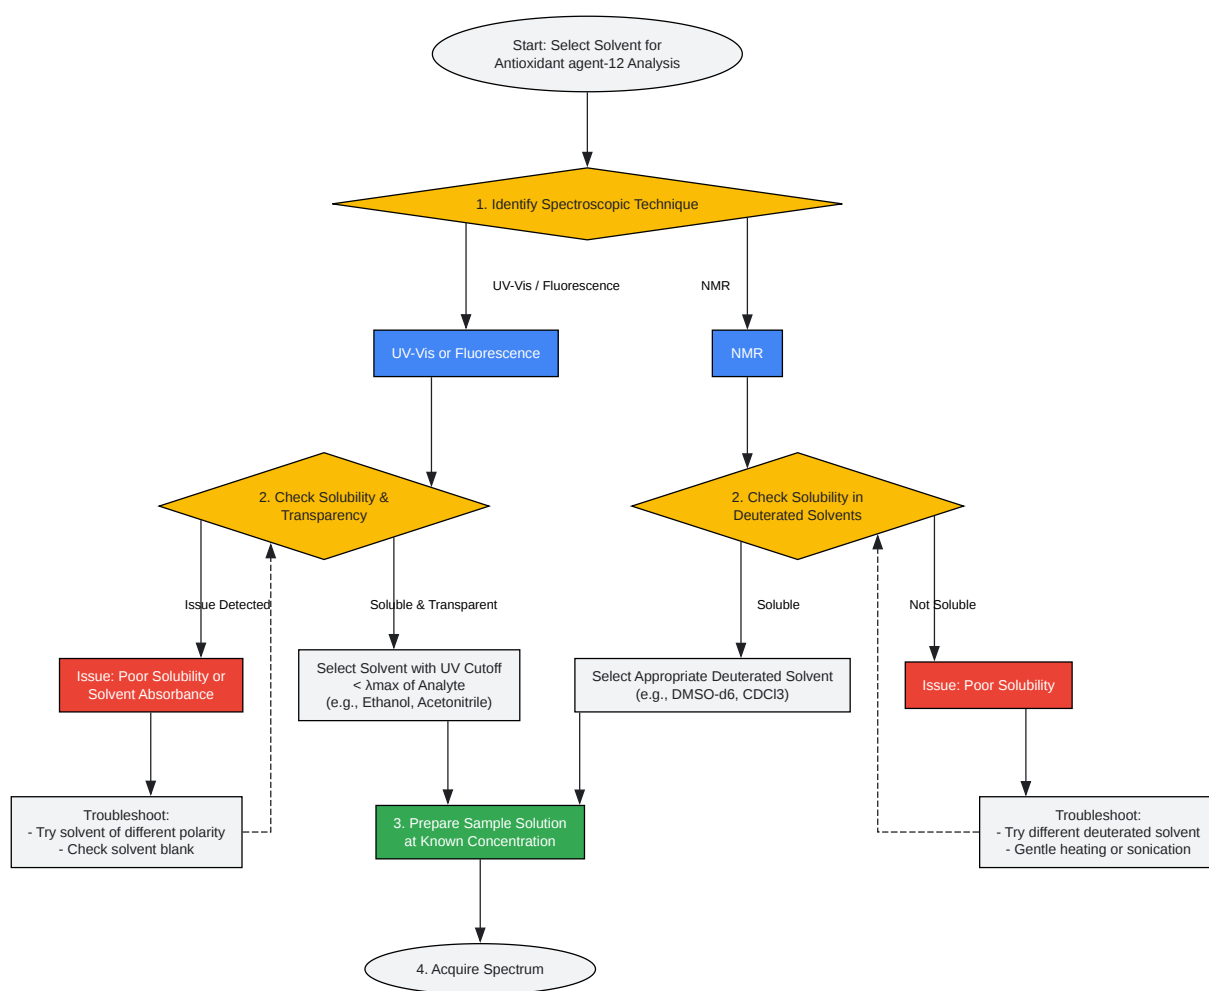 Start: Select Solvent for
Antioxidant agent-12 Analysis
1. Identify Spectroscopic Technique
UV-Vis / Fluorescence
NMR
UV-Vis or Fluorescence
NMR
2. Check Solubility &
Transparency
2. Check Solubility in
Deuterated Solvents
Issue Detected
Soluble & Transparent
Soluble
Not Soluble
Issue: Poor Solubility or
Solvent Absorbance
Select Solvent with UV Cutoff
< λmax of Analyte
(e.g., Ethanol, Acetonitrile)
Select Appropriate Deuterated Solvent
(e.g., DMSO-d6, CDCl3)
Issue: Poor Solubility
Troubleshoot:
- Try solvent of different polarity
- Check solvent blank
3. Prepare Sample Solution
at Known Concentration
Troubleshoot:
- Try different deuterated solvent
- Gentle heating or sonication
4. Acquire Spectrum